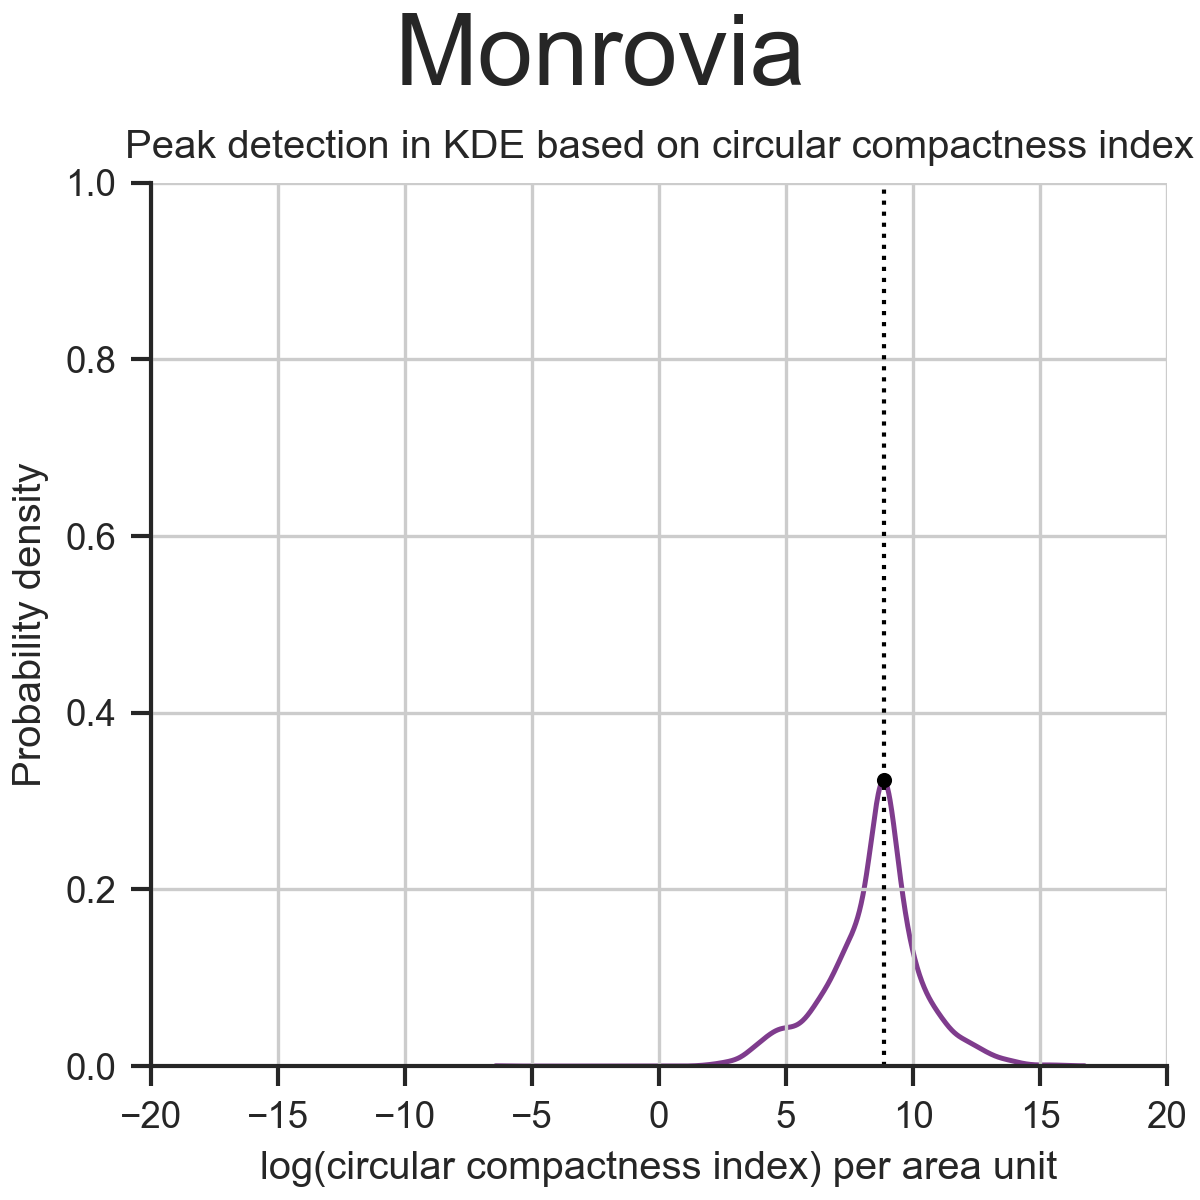 Monrovia
Peak detection in KDE based on circular compactness index
1.0
0.8
0.6
0.4
0.2
0.0
Probability density
−20 −15 −10 −5 0 5 10 15 20
log(circular compactness index) per area unit